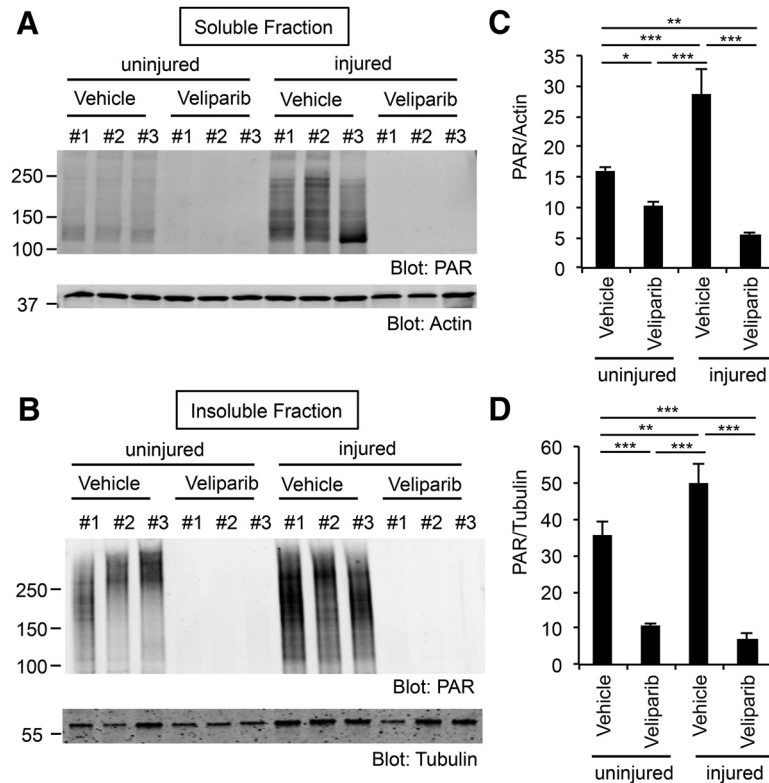 A
Soluble Fraction
uninjured injured
Vehicle Veliparib Vehicle Veliparib
#1 #2 #3 #1 #2 #3 #1 #2 #3 #1 #2 #3
250
150
100
Blot: PAR
37
Blot: Actin
B
Insoluble Fraction
uninjured injured
Vehicle Veliparib Vehicle Veliparib
#1 #2 #3 #1 #2 #3 #1 #2 #3 #1 #2 #3
250
150
100
Blot: PAR
55
Blot: Tubulin
C
**
*** ***
* ***
PAR/Actin
35
30
25
20
15
10
5
0
Vehicle Veliparib Vehicle Veliparib
uninjured injured
D
***
** ***
*** ***
PAR/Tubulin
60
50
40
30
20
10
0
Vehicle Veliparib Vehicle Veliparib
uninjured injured